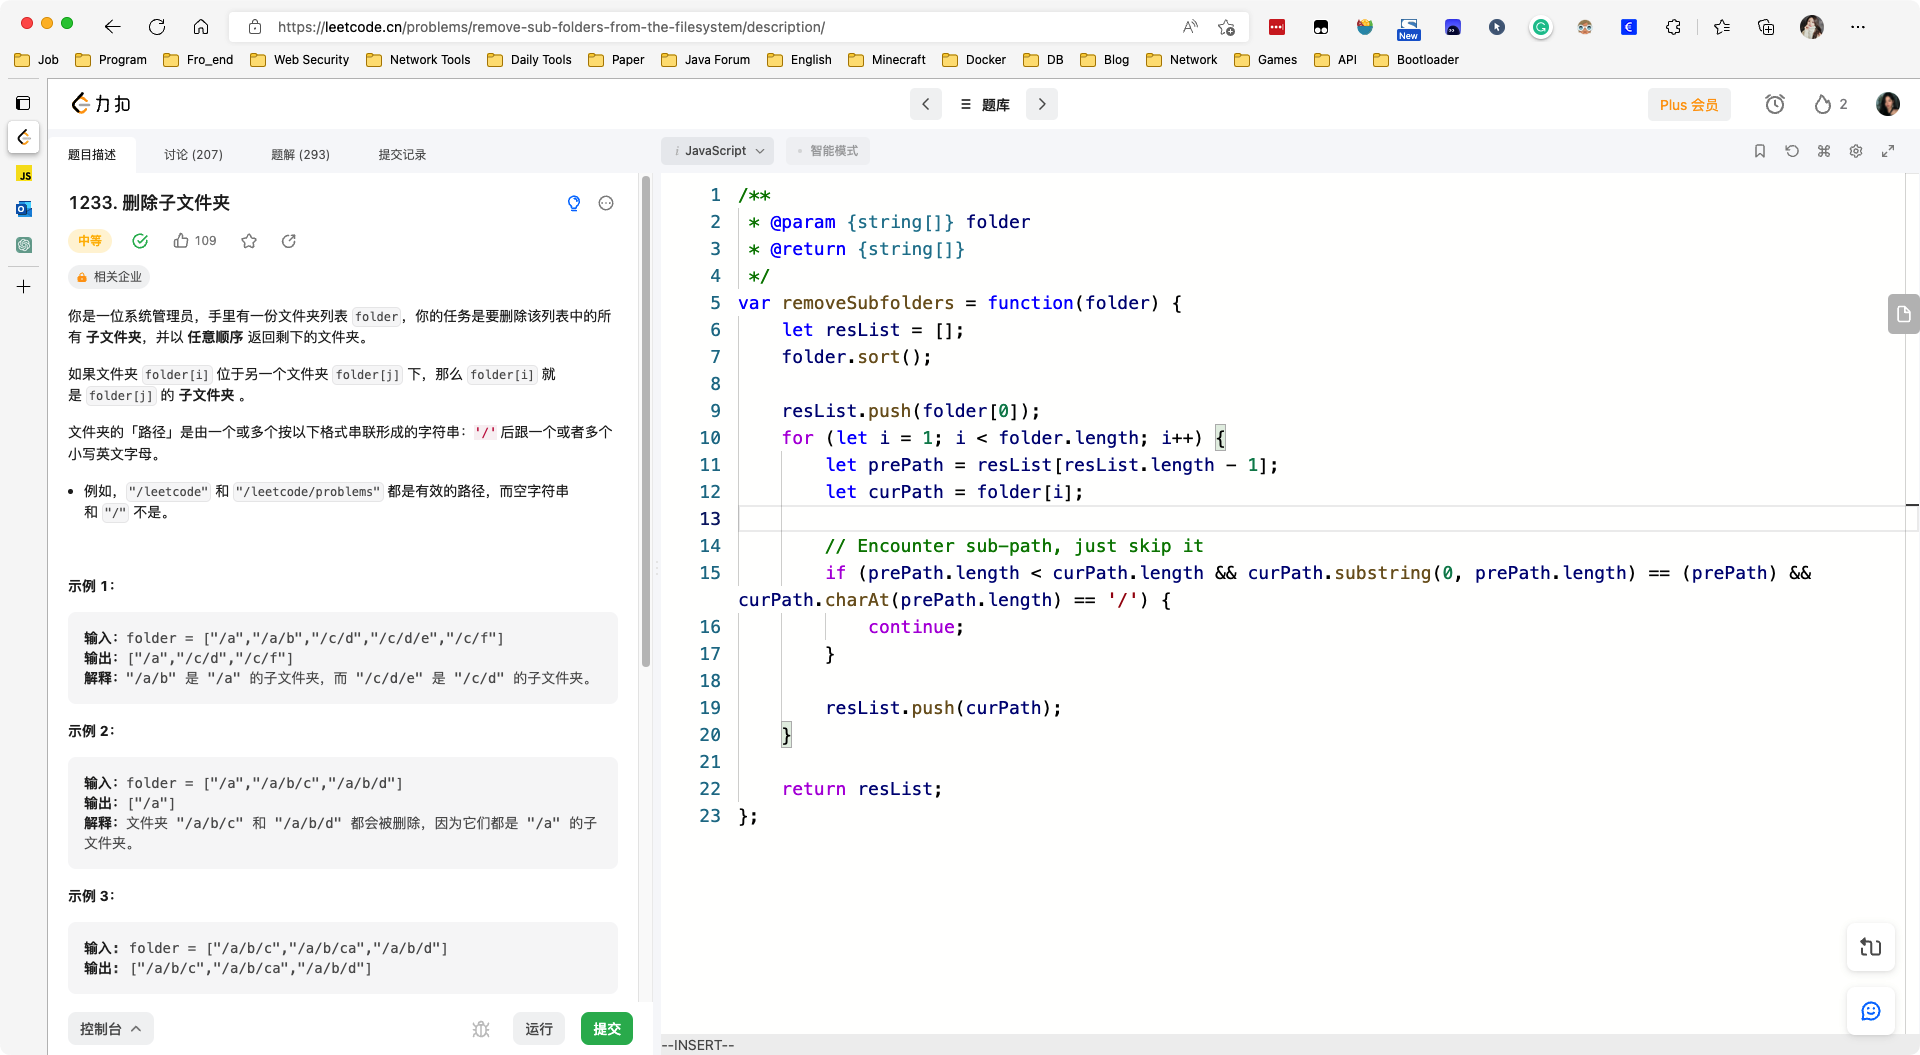 https://leetcode.cn/problems/remove-sub-folders-from-the-filesystem/description/
New
Job Program Fro_end Web Security Network Tools Daily Tools Paper Java Forum English Minecraft Docker DB Blog Network Games API Bootloader
力扣
题库
Plus 会员
2
JS
题目描述 讨论 (207) 题解 (293) 提交记录
i JavaScript 智能模式
1233. 删除子文件夹
中等 109
相关企业
你是一位系统管理员，手里有一份文件夹列表 folder，你的任务是要删除该列表中的所
有 子文件夹，并以 任意顺序 返回剩下的文件夹。
如果文件夹 folder[i] 位于另一个文件夹 folder[j] 下，那么 folder[i] 就
是 folder[j] 的 子文件夹 。
文件夹的「路径」是由一个或多个按以下格式串联形成的字符串：'/' 后跟一个或者多个
小写英文字母。
• 例如，"/leetcode" 和 "/leetcode/problems" 都是有效的路径，而空字符串
和 "/" 不是。
示例 1：
输入：folder = ["/a","/a/b","/c/d","/c/d/e","/c/f"]
输出：["/a","/c/d","/c/f"]
解释："/a/b" 是 "/a" 的子文件夹，而 "/c/d/e" 是 "/c/d" 的子文件夹。
示例 2：
输入：folder = ["/a","/a/b/c","/a/b/d"]
输出：["/a"]
解释：文件夹 "/a/b/c" 和 "/a/b/d" 都会被删除，因为它们都是 "/a" 的子
文件夹。
示例 3：
输入: folder = ["/a/b/c","/a/b/ca","/a/b/d"]
输出: ["/a/b/c","/a/b/ca","/a/b/d"]
控制台 运行 提交
1 /**
2  * @param {string[]} folder
3  * @return {string[]}
4  */
5 var removeSubfolders = function(folder) {
6     let resList = [];
7     folder.sort();
8
9     resList.push(folder[0]);
10     for (let i = 1; i < folder.length; i++) {
11         let prePath = resList[resList.length - 1];
12         let curPath = folder[i];
13
14         // Encounter sub-path, just skip it
15         if (prePath.length < curPath.length && curPath.substring(0, prePath.length) == (prePath) &&
curPath.charAt(prePath.length) == '/') {
16             continue;
17         }
18
19         resList.push(curPath);
20     }
21
22     return resList;
23 };
--INSERT--